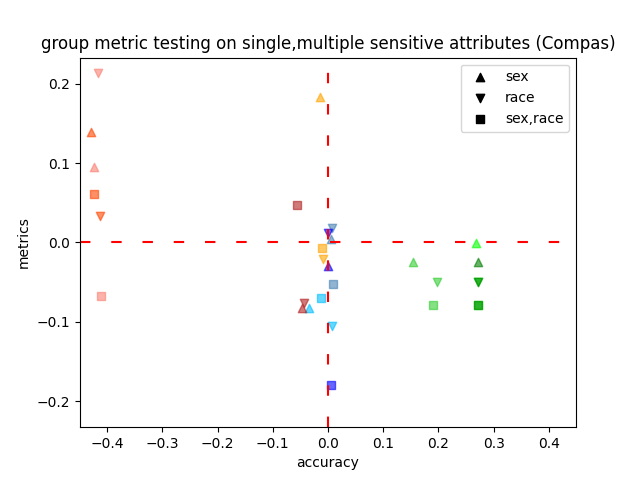 group metric testing on single,multiple sensitive attributes (Compas)
sex
race
sex,race
0.2
0.1
0.0
−0.1
−0.2
metrics
−0.4
−0.3
−0.2
−0.1
0.0
0.1
0.2
0.3
0.4
accuracy